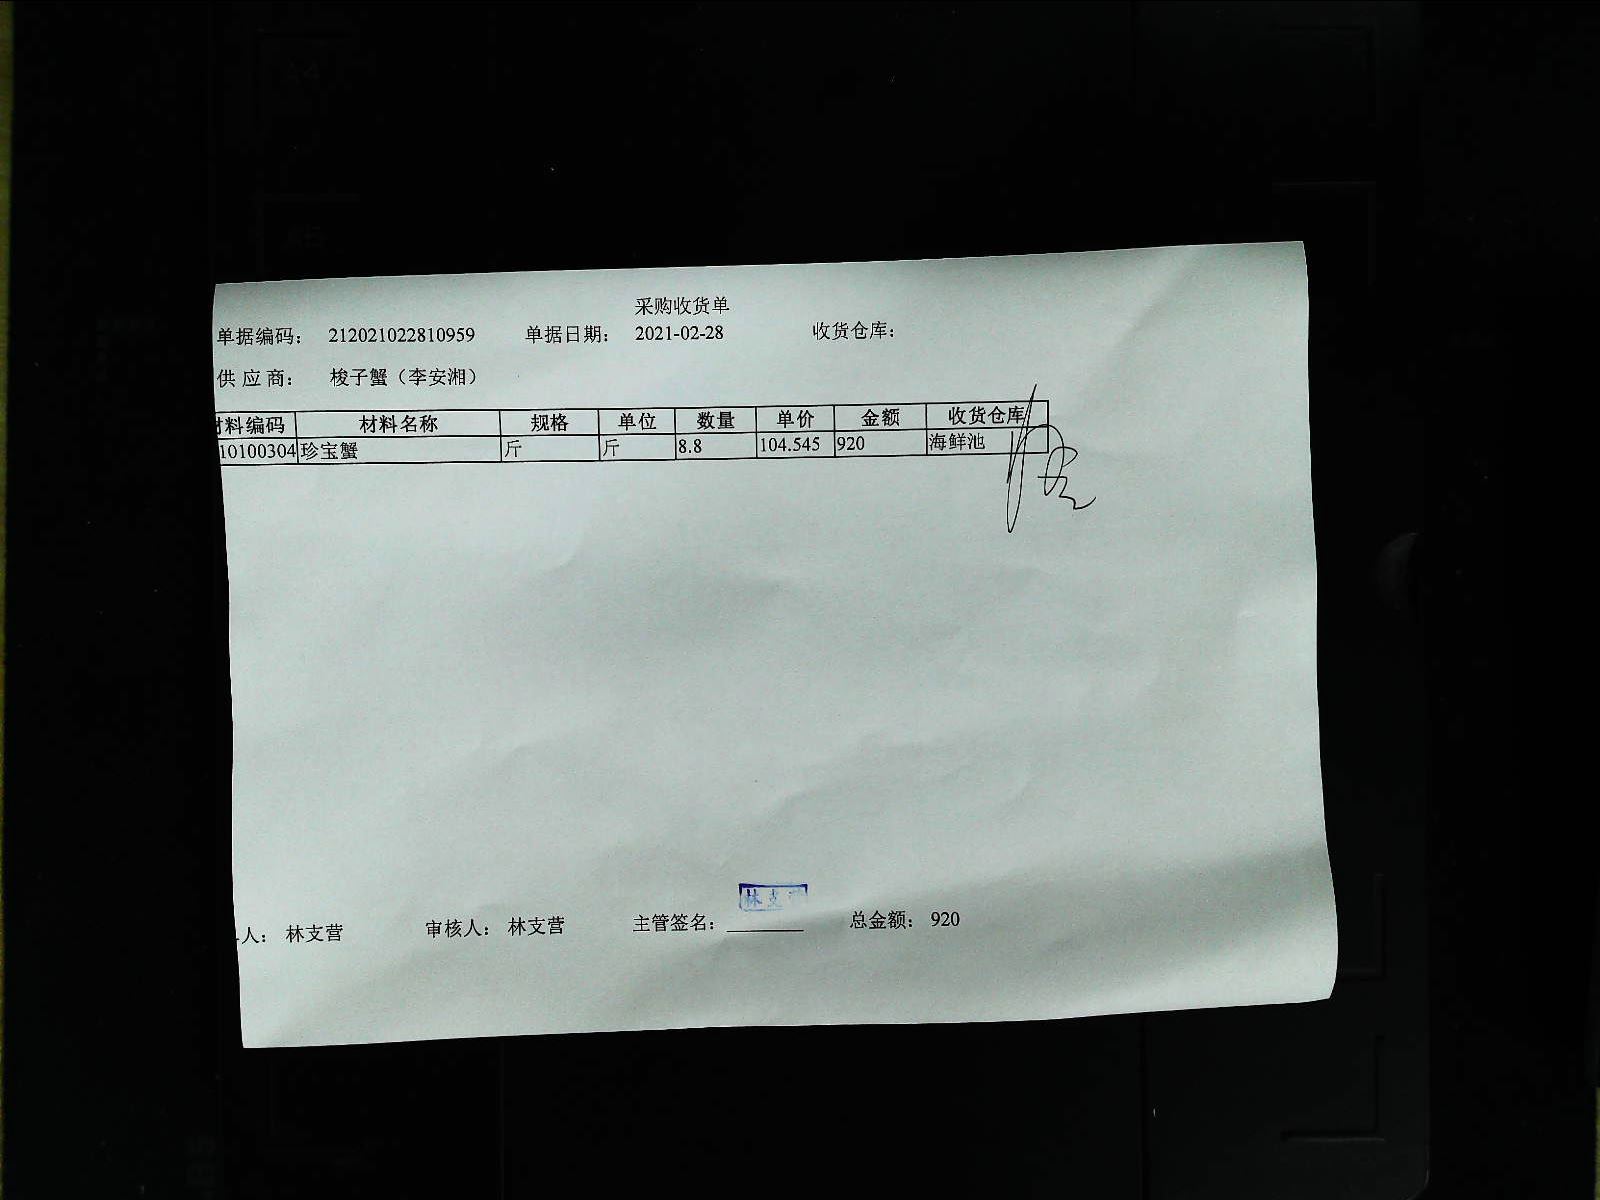 采购收货单
单据编码： 212021022810959 单据日期： 2021-02-28 收货仓库：
供 应 商： 梭子蟹（李安湘）
料编码 材料名称 规格 单位 数量 单价 金额 收货仓库
10100304 珍宝蟹 斤 斤 8.8 104.545 920 海鲜池
林支
人： 林支营 审核人： 林支营 主管签名： 总金额： 920